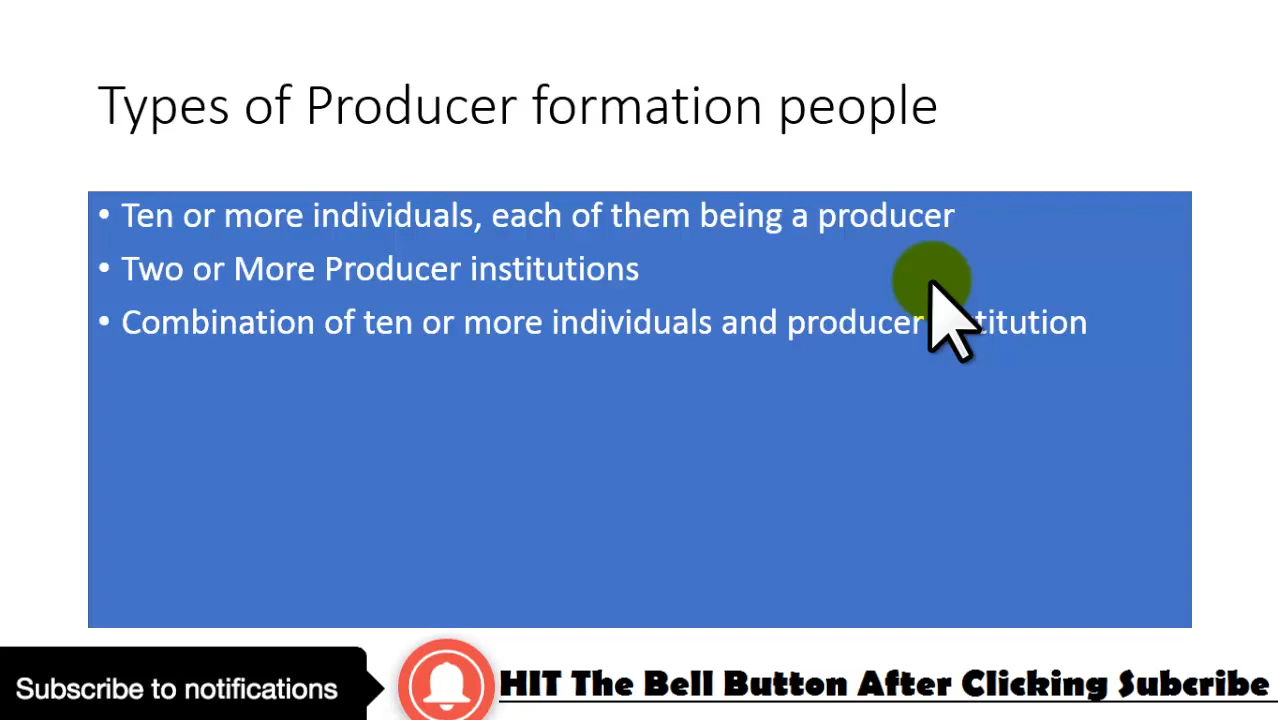 Types of Producer formation people
• Ten or more individuals, each of them being a producer
• Two or More Producer institutions
• Combination of ten or more individuals and producer
Subscribe to notifications
HIT The Bell Button After Clicking Subcribe